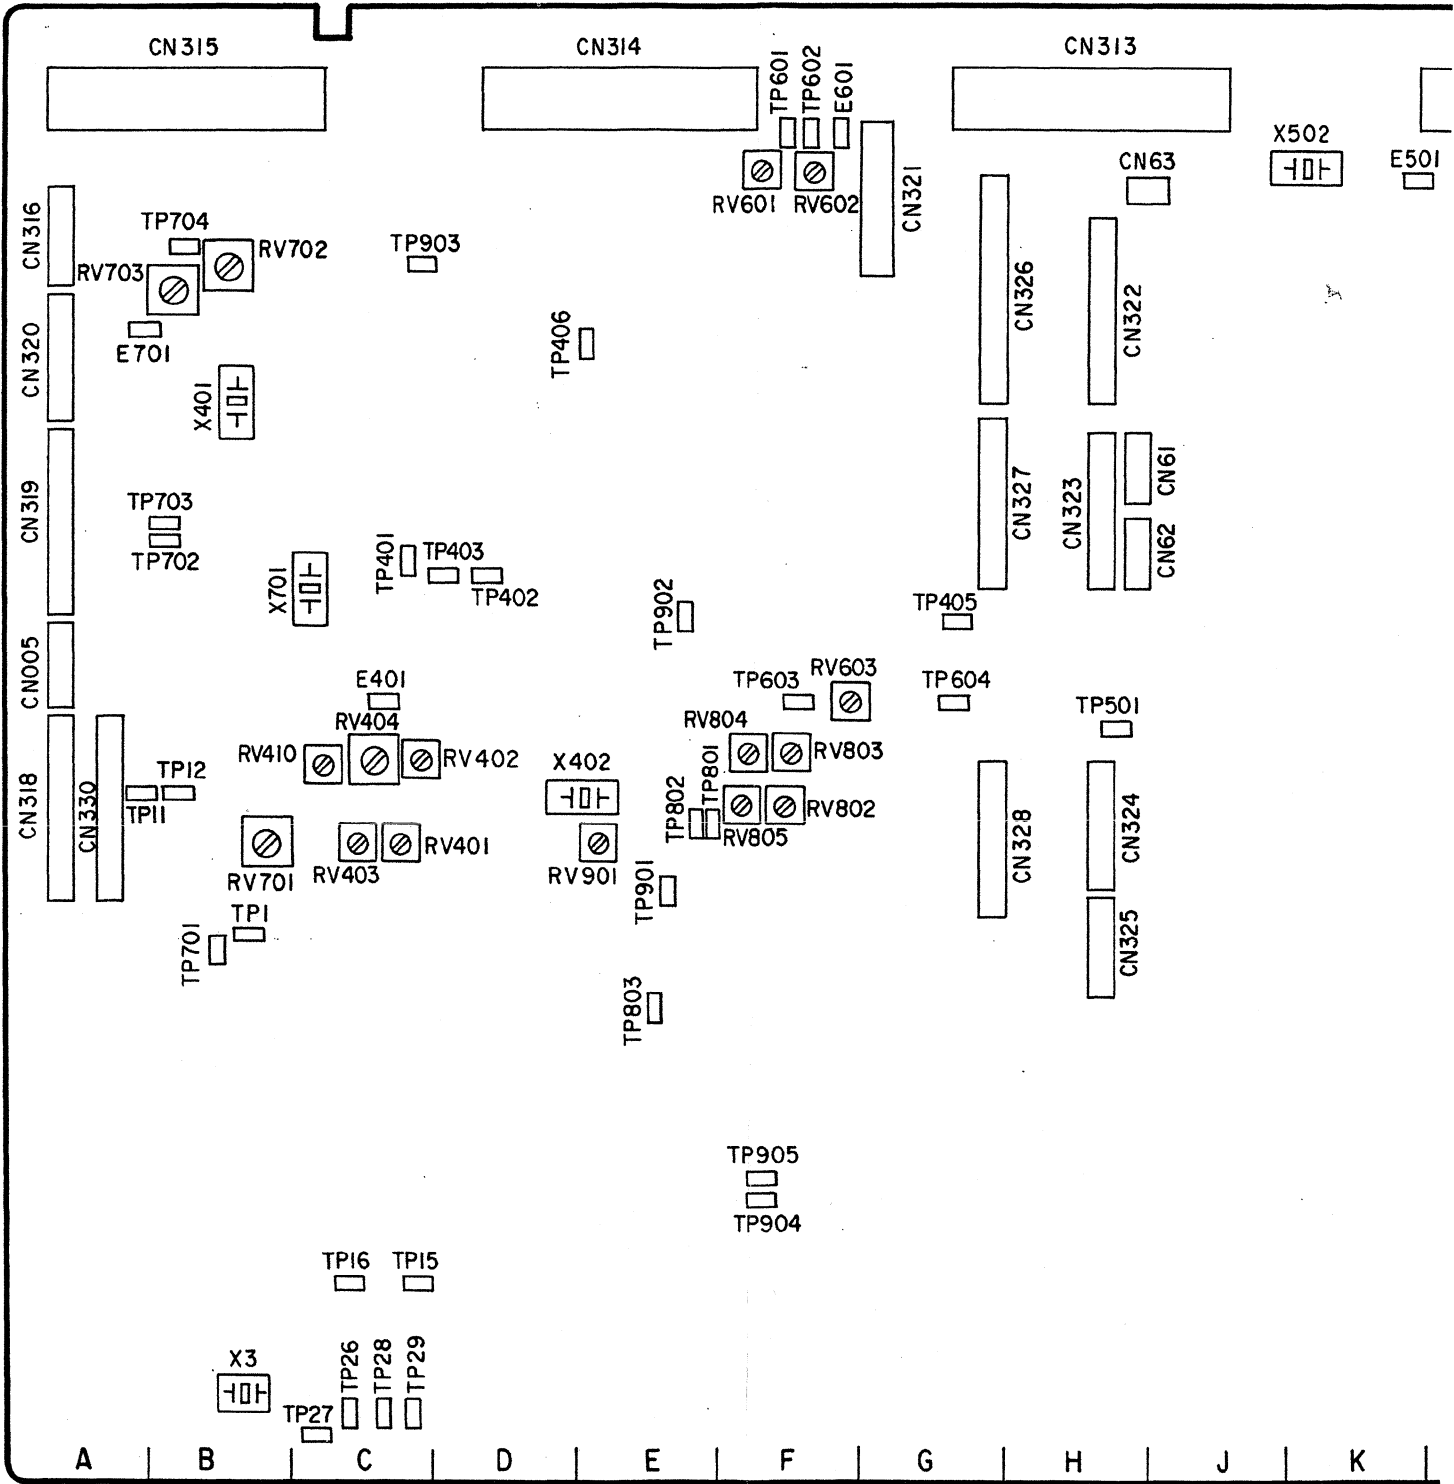 CN315
CN314
CN313
TP601
TP602
E601
X502
CN63
E501
RV601
RV602
CN321
CN316
TP704
RV702
TP903
RV703
CN326
CN322
E701
CN320
TP406
X401
CN319
TP703
TP702
X701
TP401
TP403
TP402
CN327
CN323
CN61
CN62
TP902
TP405
CN005
E401
TP603
RV603
TP604
TP501
RV404
RV804
RV410
RV402
X402
TP801
RV803
CN318
CN330
TP12
TP11
TP802
RV802
RV805
CN328
CN324
RV701
RV403
RV401
RV901
TP901
TP1
TP701
CN325
TP803
TP905
TP904
TP16
TP15
X3
TP26
TP28
TP29
TP27
A B C D E F G H J K